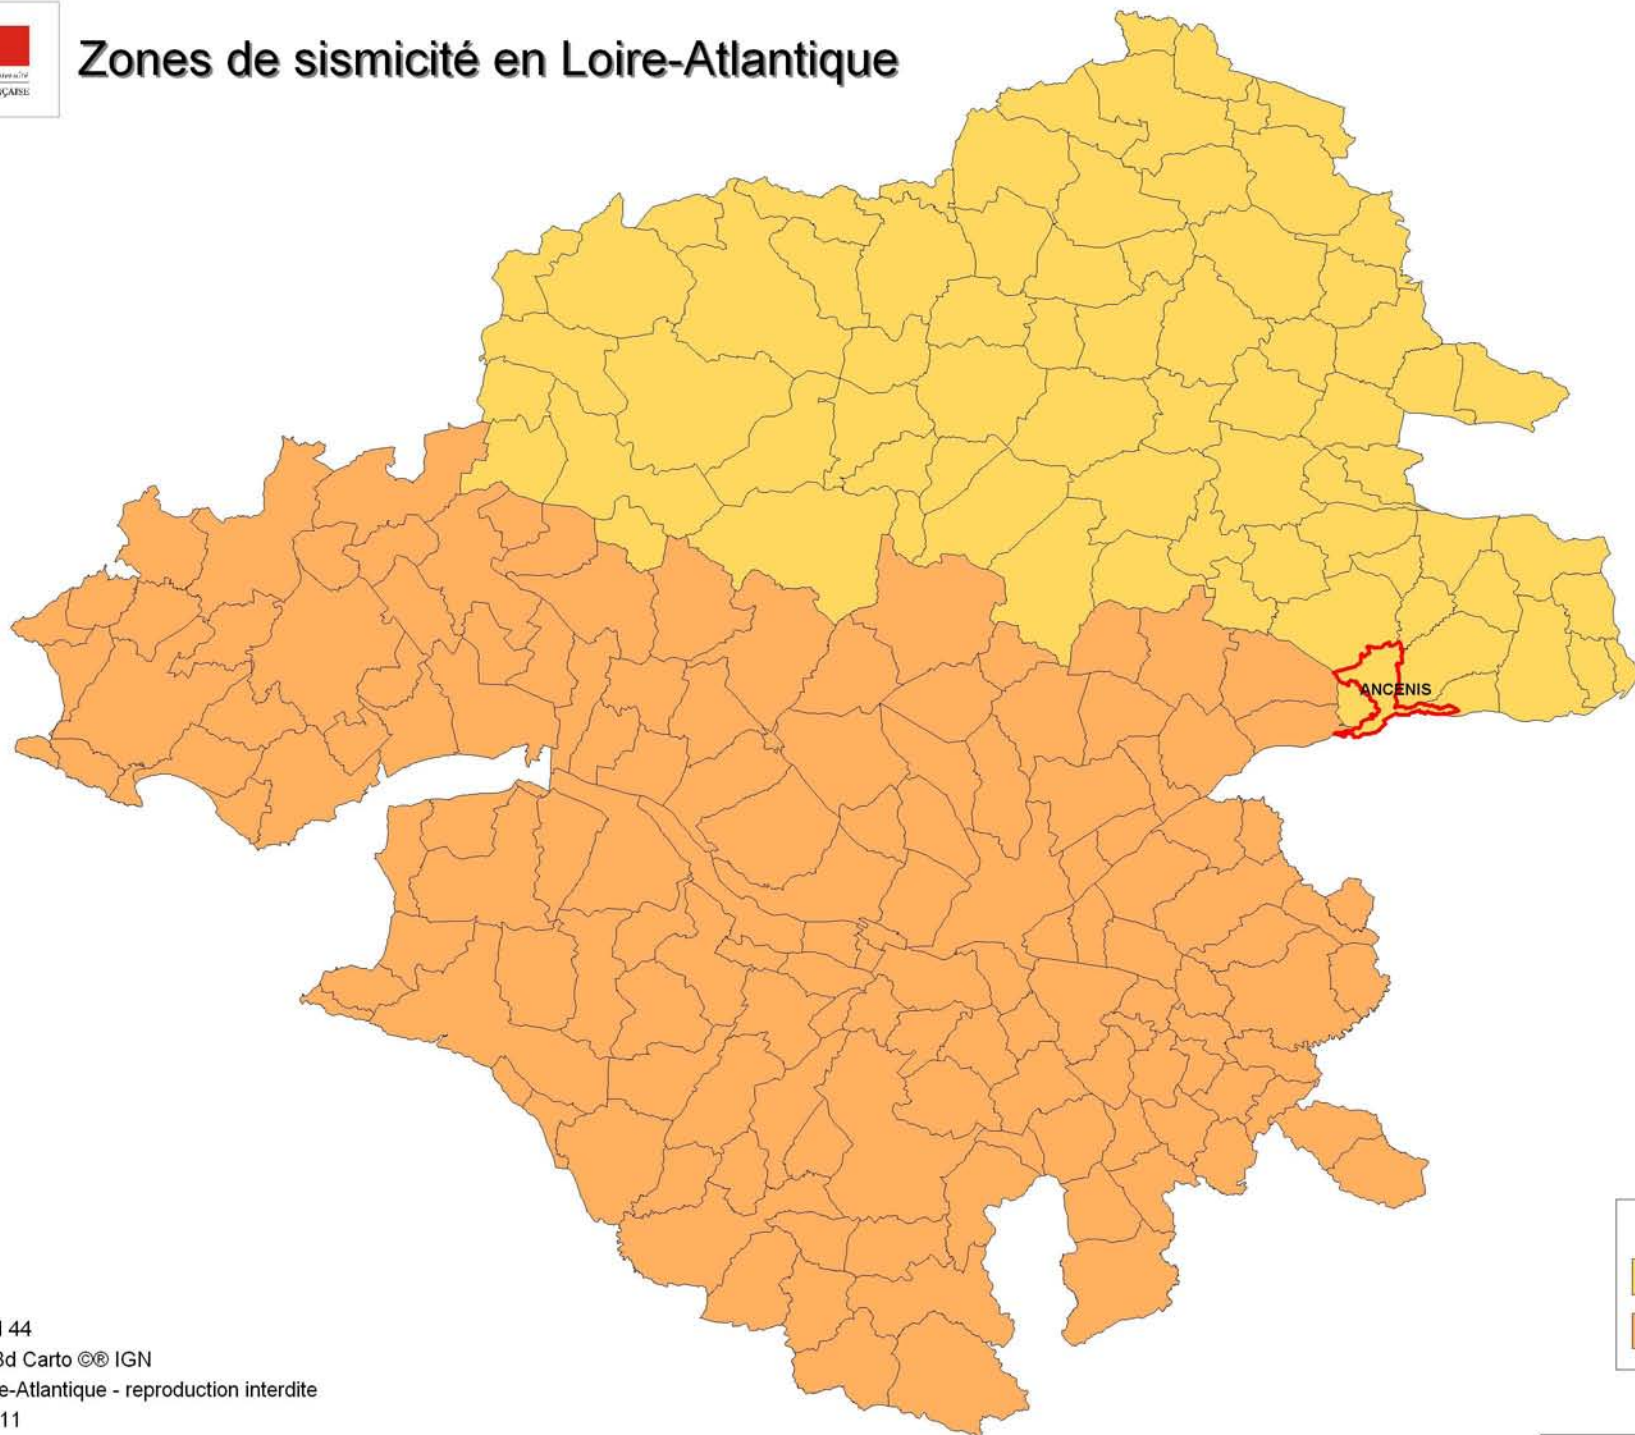 Zones de sismicité en Loire-Atlantique
ANCENIS
44
3d Carto ©® IGN
e-Atlantique - reproduction interdite
11